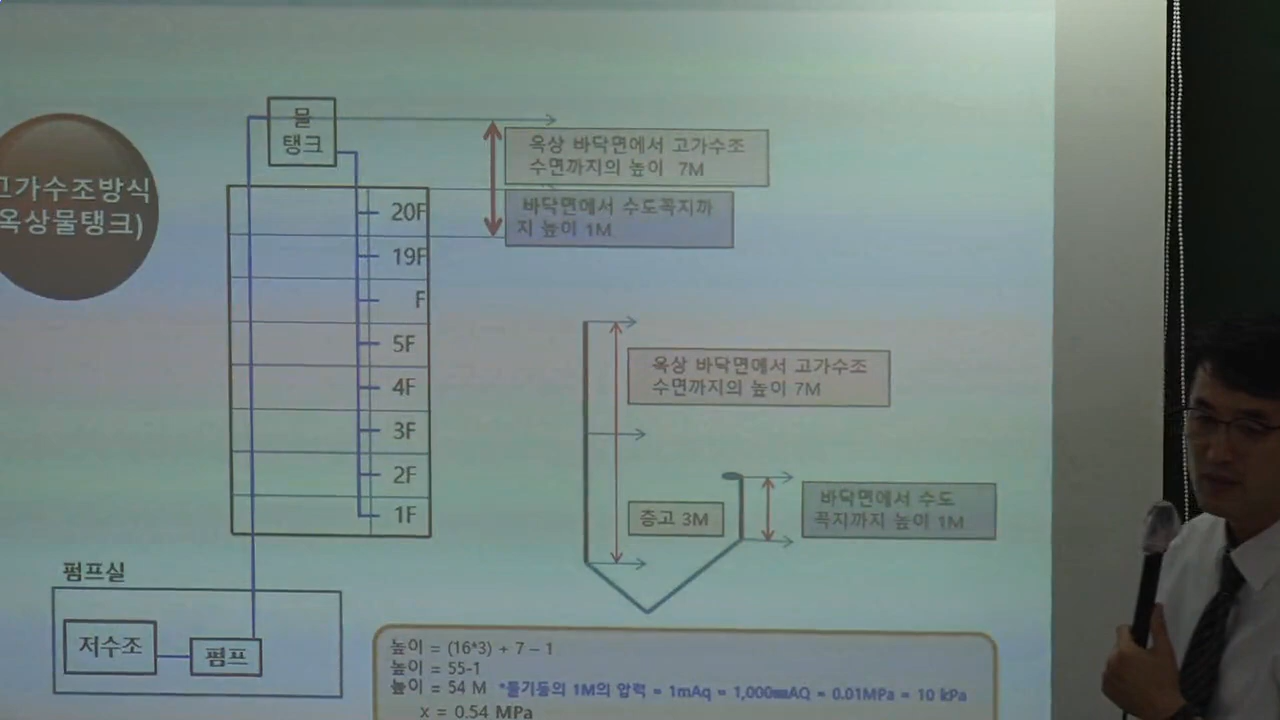 고가수조방식
옥상물탱크)
물
탱크
옥상 바닥면에서 고가수조
수면까지의 높이 7M
바닥면에서 수도꼭지까
지 높이 1M
20F
19F
F
5F
4F
3F
2F
1F
옥상 바닥면에서 고가수조
수면까지의 높이 7M
층고 3M
바닥면에서 수도
꼭지까지 높이 1M
펌프실
저수조
펌프
높이 = (16*3) + 7 – 1
높이 = 55-1
높이 = 54 M *물기둥의 1M의 압력 = 1mAq = 1,000㎜AQ = 0.01MPa = 10 kPa
x = 0.54 MPa